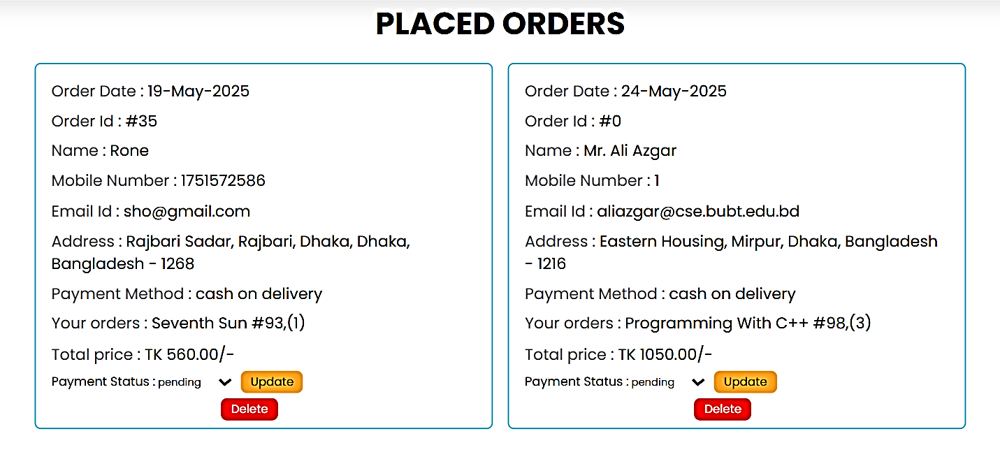 PLACED ORDERS
Order Date : 19-May-2025
Order Id : #35
Name : Rone
Mobile Number : 1751572586
Email Id : sho@gmail.com
Address : Rajbari Sadar, Rajbari, Dhaka, Dhaka,
Bangladesh - 1268
Payment Method : cash on delivery
Your orders : Seventh Sun #93,(1)
Total price : TK 560.00/-
Payment Status : pending Update
Delete
Order Date : 24-May-2025
Order Id : #0
Name : Mr. Ali Azgar
Mobile Number : 1
Email Id : aliazgar@cse.bubt.edu.bd
Address : Eastern Housing, Mirpur, Dhaka, Bangladesh
- 1216
Payment Method : cash on delivery
Your orders : Programming With C++ #98,(3)
Total price : TK 1050.00/-
Payment Status : pending Update
Delete